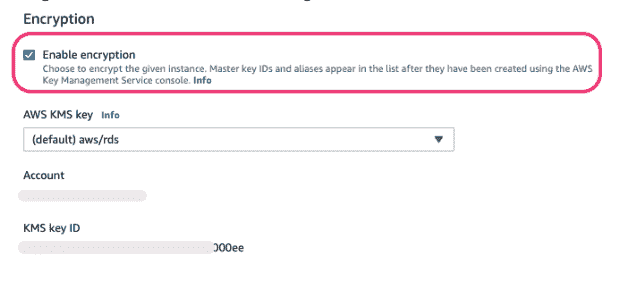 Encryption
Enable encryption
Choose to encrypt the given instance. Master key IDs and aliases appear in the list after they have been created using the AWS
Key Management Service console. Info
AWS KMS key Info
(default) aws/rds
Account
KMS key ID
000ee